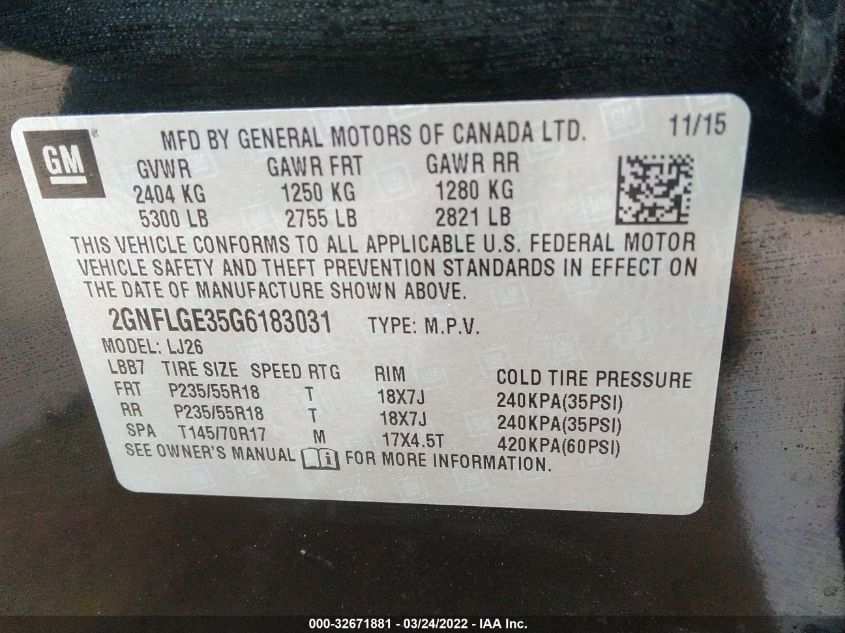 GM MFD BY GENERAL MOTORS OF CANADA LTD. 11/15
GVWR GAWR FRT GAWR RR
2404 KG 1250 KG 1280 KG
5300 LB 2755 LB 2821 LB
THIS VEHICLE CONFORMS TO ALL APPLICABLE U.S. FEDERAL MOTOR
VEHICLE SAFETY AND THEFT PREVENTION STANDARDS IN EFFECT ON
THE DATE OF MANUFACTURE SHOWN ABOVE.
2GNFLGE35G6183031 TYPE: M.P.V.
MODEL: LJ26
LBB7 TIRE SIZE SPEED RTG RIM COLD TIRE PRESSURE
FRT P235/55R18 T 18X7J 240KPA(35PSI)
RR P235/55R18 T 18X7J 240KPA(35PSI)
SPA T145/70R17 M 17X4.5T 420KPA(60PSI)
SEE OWNER'S MANUAL FOR MORE INFORMATION.
000-32671881 - 03/24/2022 - IAA Inc.